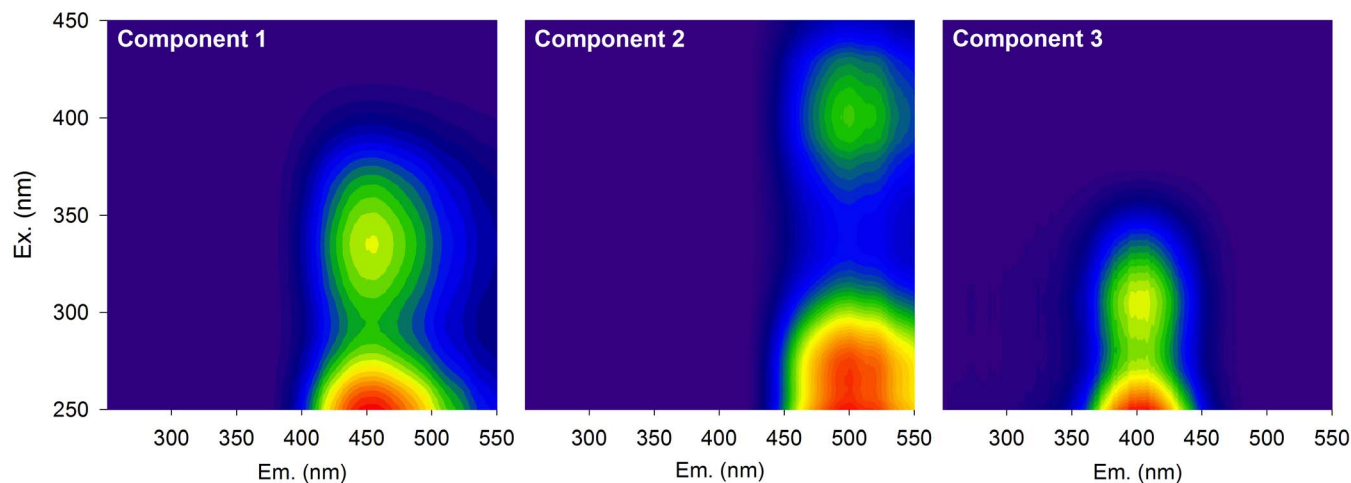 Component 1
Component 2
Component 3
Ex. (nm)
450
400
350
300
250
300 350 400 450 500 550
300 350 400 450 500 550
300 350 400 450 500 550
Em. (nm)
Em. (nm)
Em. (nm)